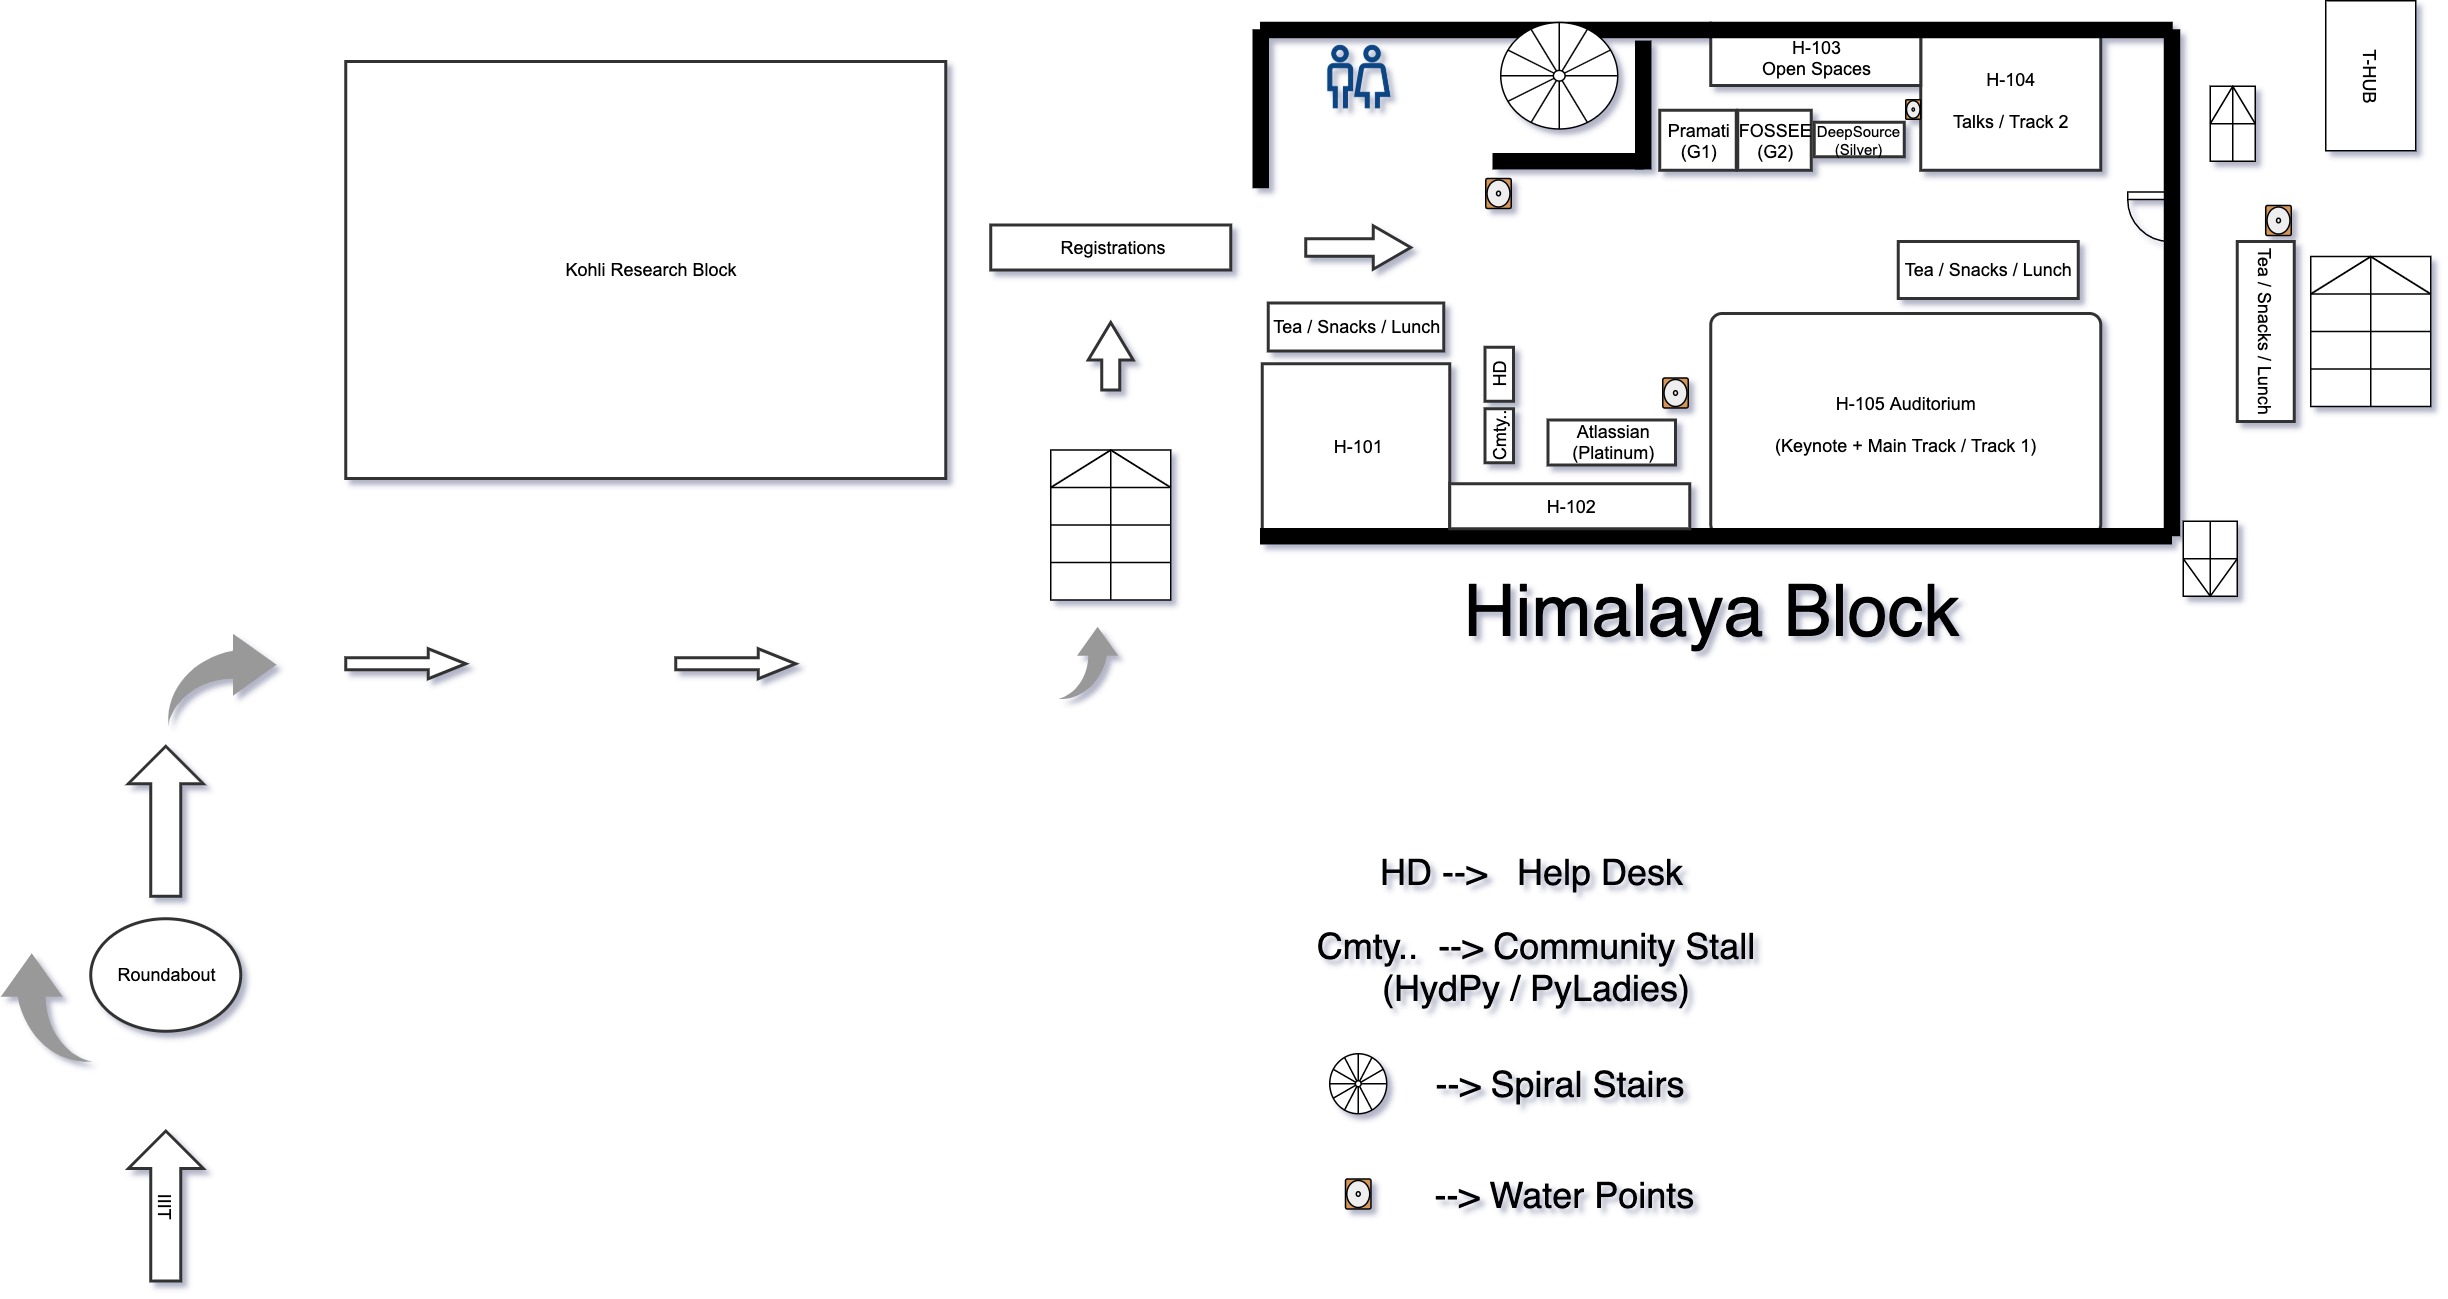 H-103
Open Spaces
H-104
Talks / Track 2
T-HUB
Pramati
(G1)
FOSSEE
(G2)
DeepSource
(Silver)
Kohli Research Block
Registrations
Tea / Snacks / Lunch
Tea / Snacks / Lunch
Tea / Snacks / Lunch
HD
Cmty..
Atlassian
(Platinum)
H-105 Auditorium
(Keynote + Main Track / Track 1)
H-101
H-102
Himalaya Block
Roundabout
IIIT
HD --> Help Desk
Cmty.. --> Community Stall
(HydPy / PyLadies)
--> Spiral Stairs
--> Water Points